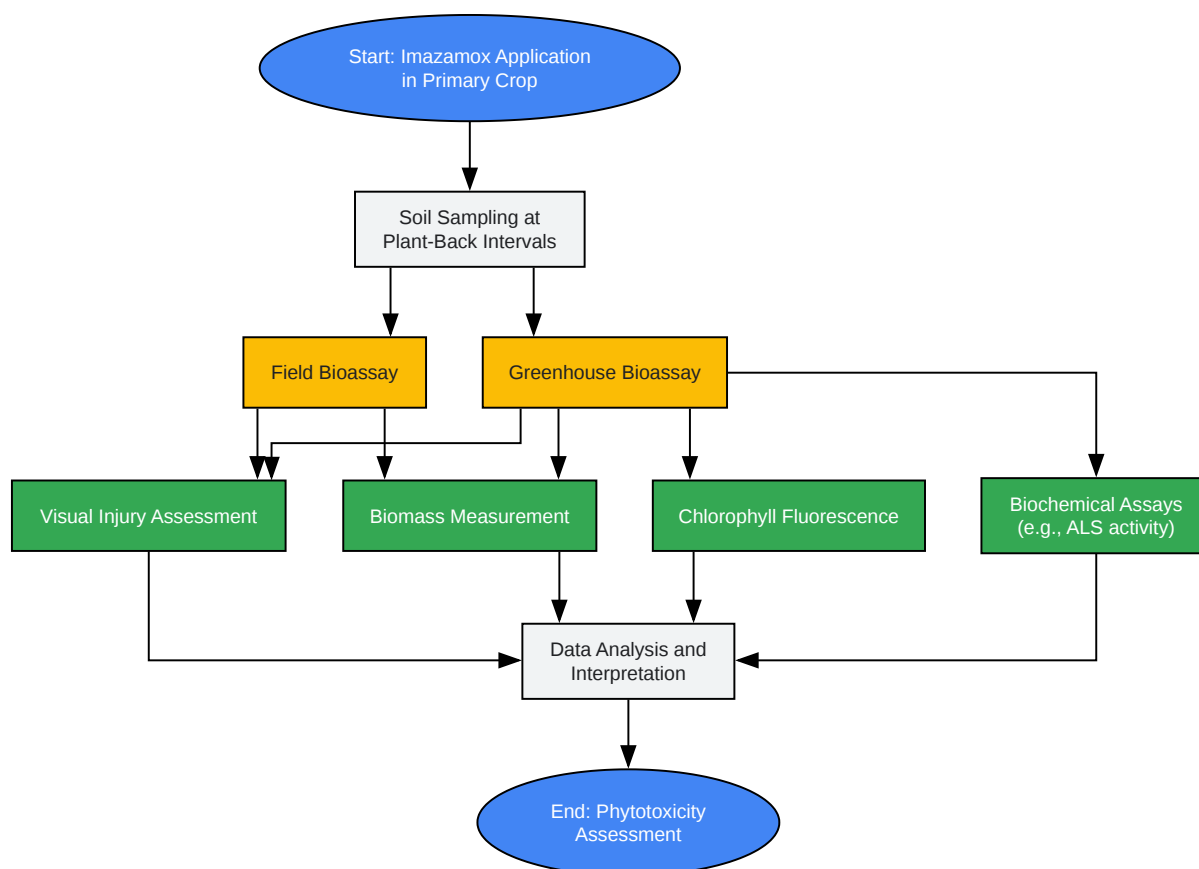 Start: Imazamox Application
in Primary Crop
Soil Sampling at
Plant-Back Intervals
Field Bioassay
Greenhouse Bioassay
Visual Injury Assessment
Biomass Measurement
Chlorophyll Fluorescence
Biochemical Assays
(e.g., ALS activity)
Data Analysis and
Interpretation
End: Phytotoxicity
Assessment